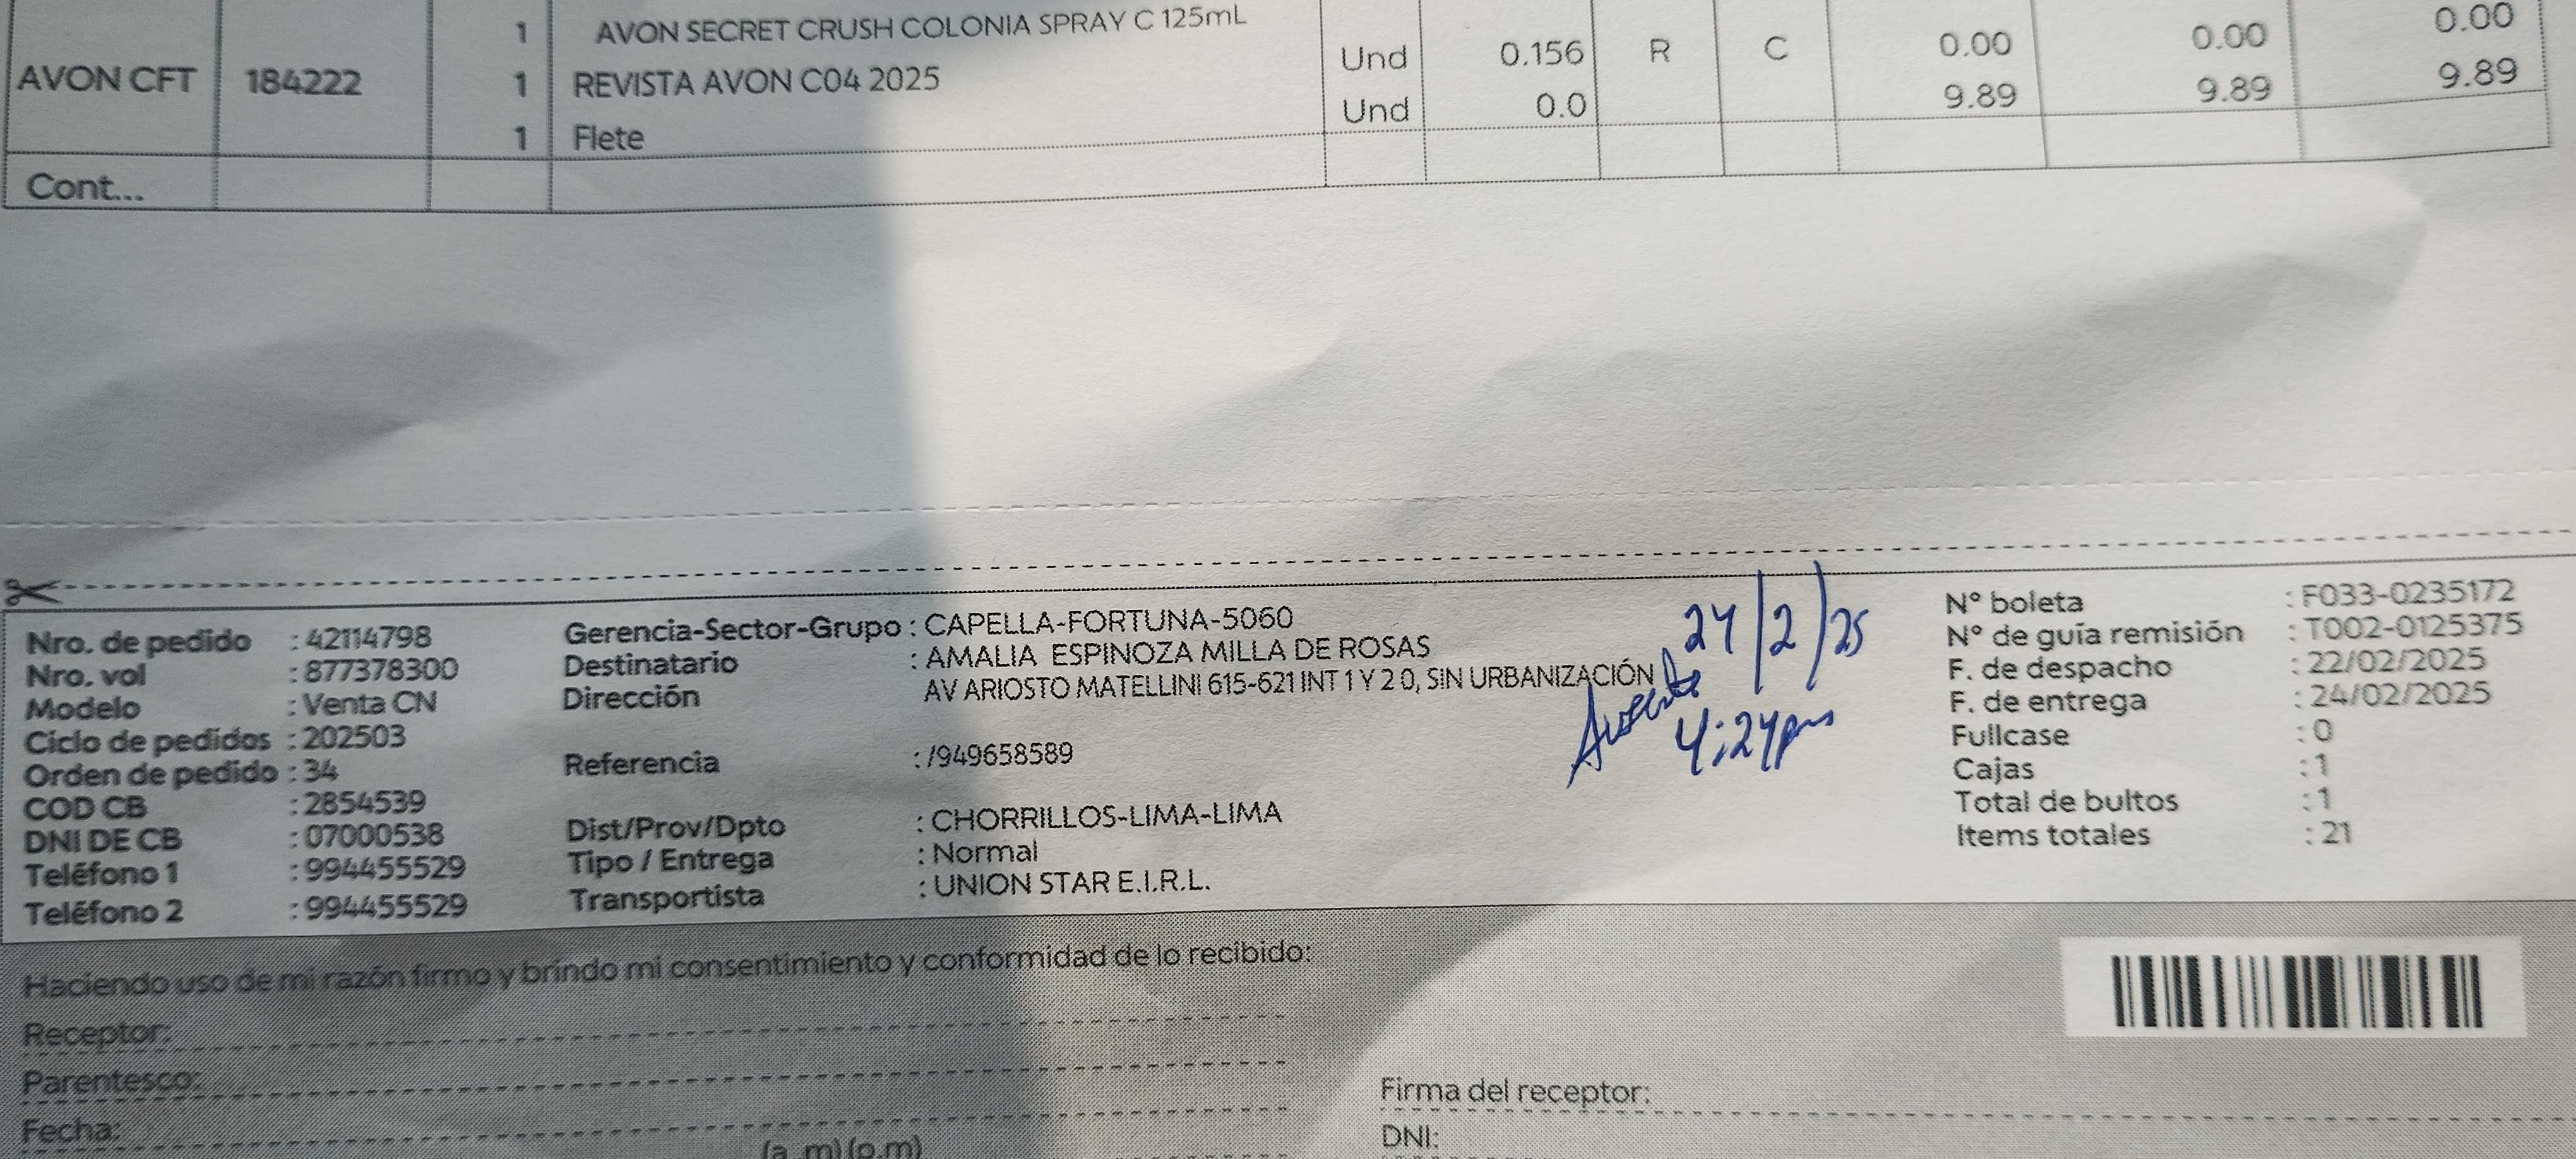 1 AVON SECRET CRUSH COLONIA SPRAY C 125mL 0.00
AVON CFT 184222 1 REVISTA AVON C04 2025 Und 0.156 R C 0.00 0.00 9.89
1 Flete Und 0.0 9.89 9.89
Cont...
Nro. de pedido : 42114798
Nro. vol : 877378300
Modelo : Venta CN
Ciclo de pedidos : 202503
Orden de pedido : 34
COD CB : 2854539
DNI DE CB : 07000538
Teléfono 1 : 994455529
Teléfono 2 : 994455529
Gerencia-Sector-Grupo : CAPELLA-FORTUNA-5060
Destinatario : AMALIA ESPINOZA MILLA DE ROSAS
Dirección AV ARIOSTO MATELLINI 615-621 INT 1 Y 2 0, SIN URBANIZACIÓN
Referencia : /949658589
Dist/Prov/Dpto : CHORRILLOS-LIMA-LIMA
Tipo / Entrega : Normal
Transportista : UNION STAR E.I.R.L.
24/2/25
Ausente
4:24pm
N° boleta : F033-0235172
N° de guía remisión : T002-0125375
F. de despacho : 22/02/2025
F. de entrega : 24/02/2025
Fullcase : 0
Cajas : 1
Total de bultos : 1
Items totales : 21
Haciendo uso de mi razón firmo y brindo mi consentimiento y conformidad de lo recibido:
Receptor:
Parentesco:
Fecha:
(a.m) (p.m)
Firma del receptor:
DNI: